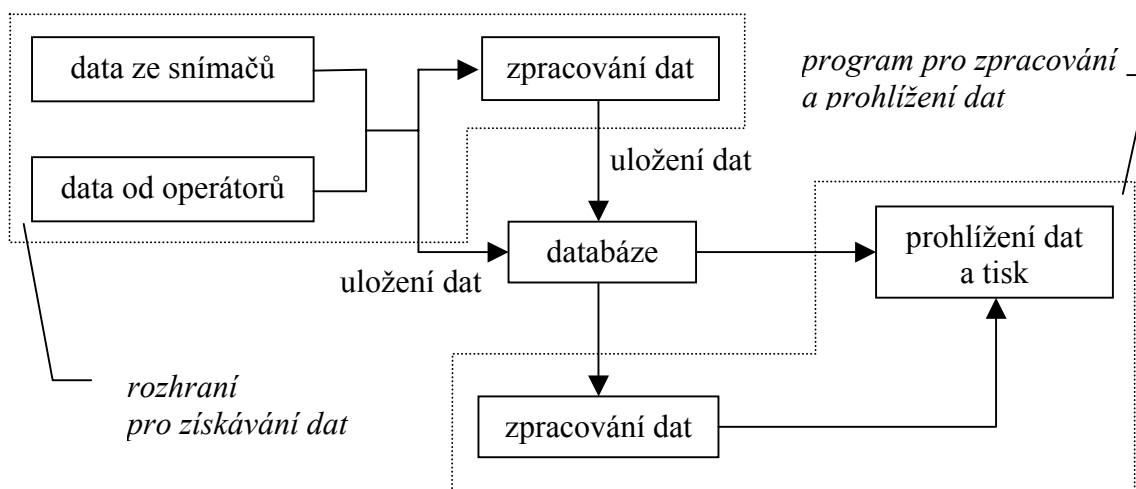 data ze snímačů
zpracování dat
program pro zpracování
a prohlížení dat
data od operátorů
uložení dat
databáze
prohlížení dat
a tisk
uložení dat
rozhraní
pro získávání dat
zpracování dat